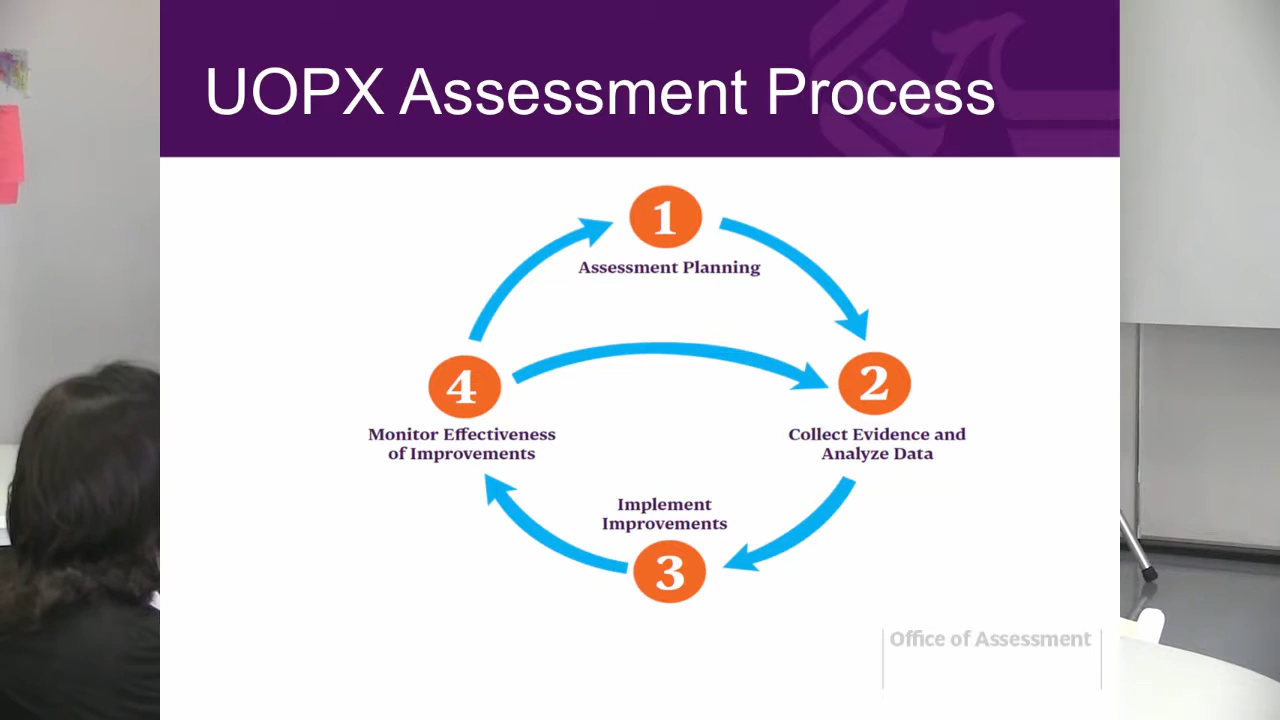 UOPX Assessment Process
1
Assessment Planning
4
2
Monitor Effectiveness
of Improvements
Collect Evidence and
Analyze Data
Implement
Improvements
3
Office of Assessment